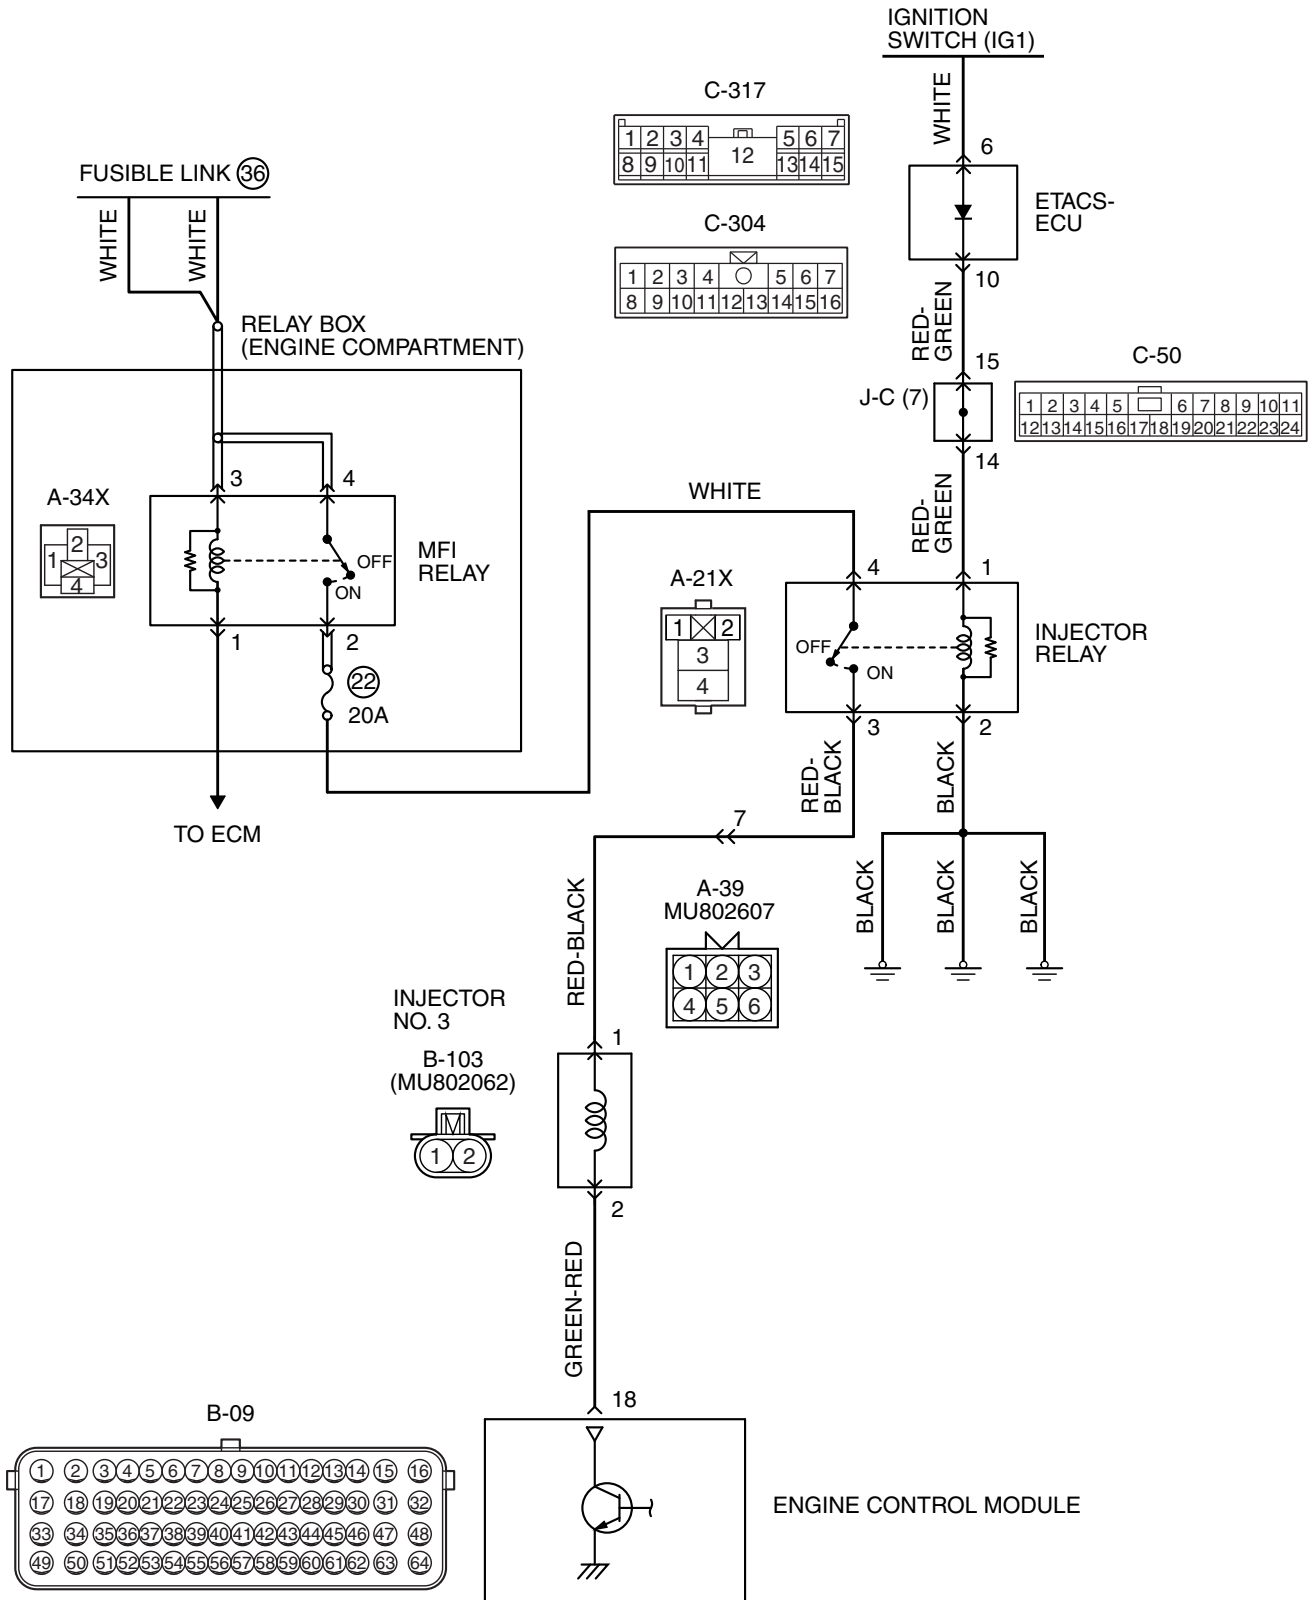 IGNITION
SWITCH (IG1)
WHITE
6
ETACS-
ECU
10
RED-
GREEN
15
J-C (7)
14
RED-
GREEN
C-317
1 2 3 4 5 6 7
8 9 10 11 12 13 14 15
C-304
1 2 3 4 5 6 7
8 9 10 11 12 13 14 15 16
C-50
1 2 3 4 5 6 7 8 9 10 11
12 13 14 15 16 17 18 19 20 21 22 23 24
FUSIBLE LINK 36
WHITE
WHITE
RELAY BOX
(ENGINE COMPARTMENT)
3
4
A-34X
2
1 3
4
OFF
ON
MFI
RELAY
1
2
22
20A
TO ECM
WHITE
A-21X
1 2
3
4
4
1
OFF
ON
INJECTOR
RELAY
3
2
RED-
BLACK
BLACK
7
BLACK
BLACK
BLACK
RED-BLACK
A-39
MU802607
1 2 3
4 5 6
INJECTOR
NO. 3
B-103
(MU802062)
1 2
1
2
GREEN-RED
18
B-09
1 2 3 4 5 6 7 8 9 10 11 12 13 14 15 16
17 18 19 20 21 22 23 24 25 26 27 28 29 30 31 32
33 34 35 36 37 38 39 40 41 42 43 44 45 46 47 48
49 50 51 52 53 54 55 56 57 58 59 60 61 62 63 64
ENGINE CONTROL MODULE